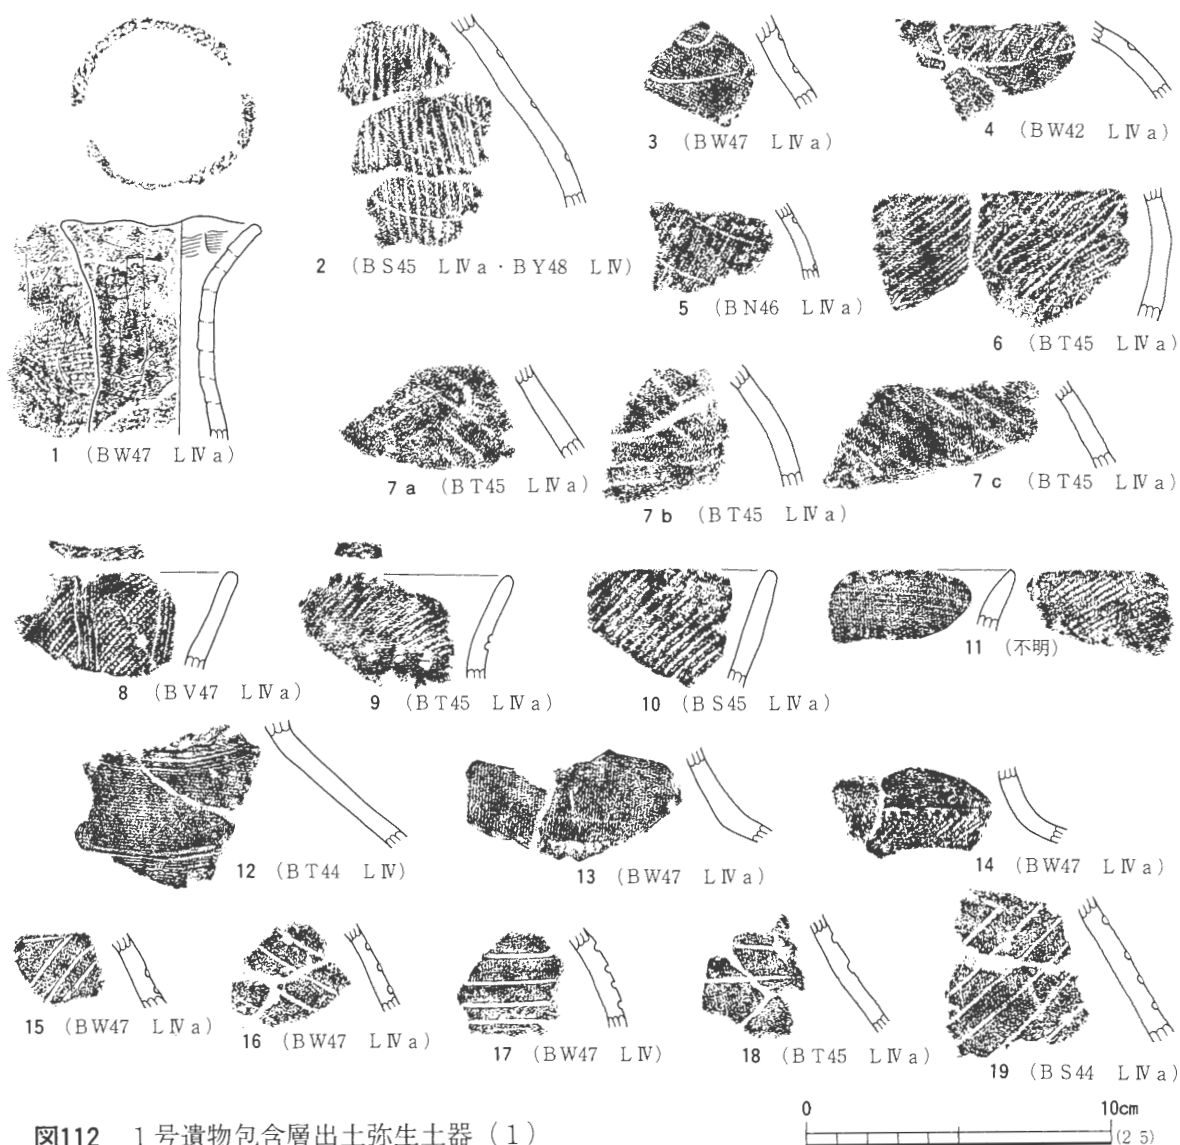 1 (BW47 LⅣa)
2 (BS45 LⅣa・BY48 LⅣ)
3 (BW47 LⅣa)
4 (BW42 LⅣa)
5 (BN46 LⅣa)
6 (BT45 LⅣa)
7a (BT45 LⅣa)
7b (BT45 LⅣa)
7c (BT45 LⅣa)
8 (BV47 LⅣa)
9 (BT45 LⅣa)
10 (BS45 LⅣa)
11 (不明)
12 (BT44 LⅣ)
13 (BW47 LⅣa)
14 (BW47 LⅣa)
15 (BW47 LⅣa)
16 (BW47 LⅣa)
17 (BW47 LⅣ)
18 (BT45 LⅣa)
19 (BS44 LⅣa)
0 10cm
(2 5)
図112 1号遺物包含層出土弥生土器(1)